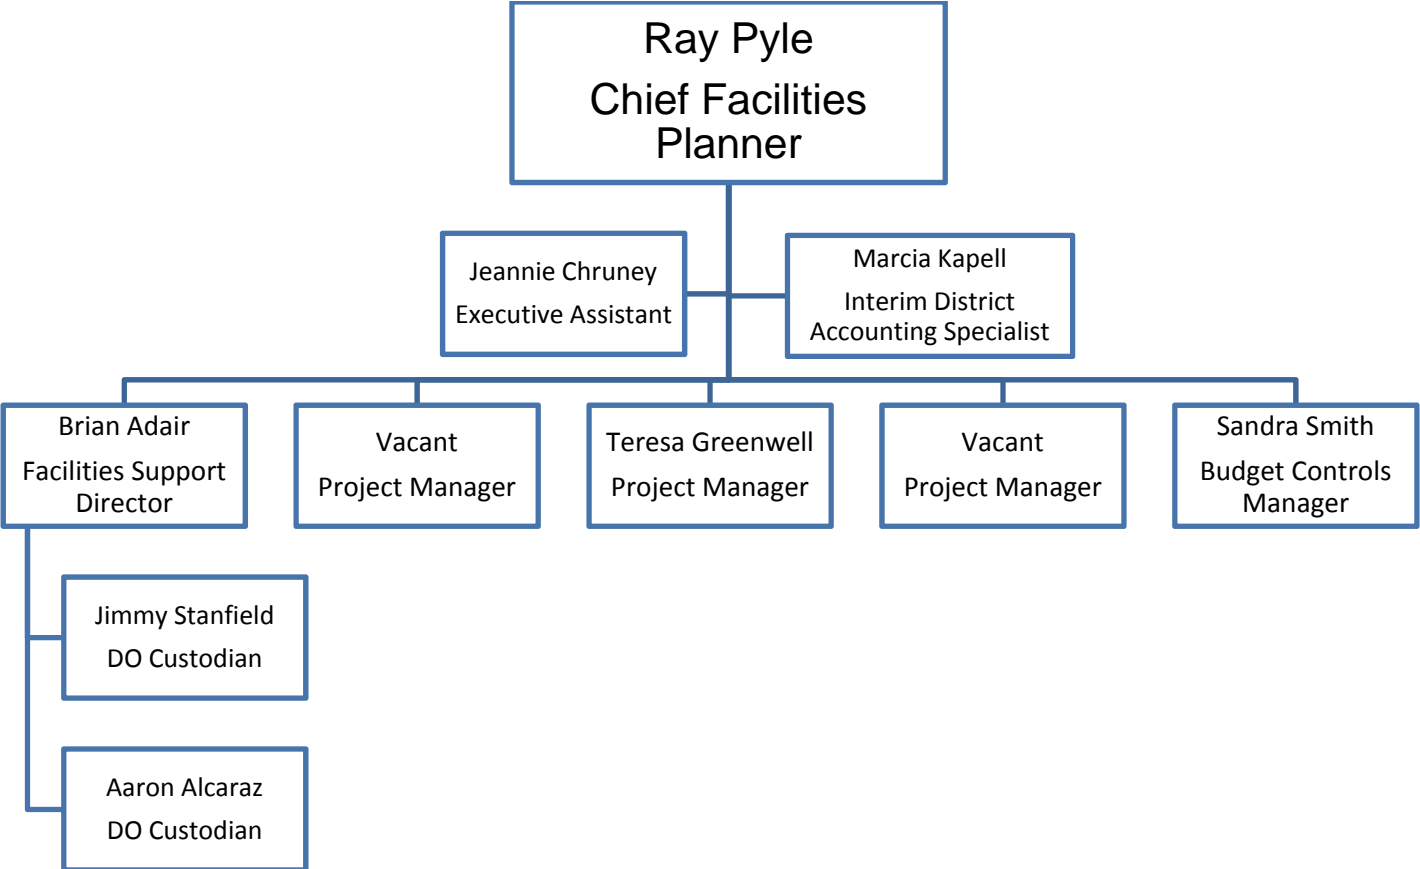 Ray Pyle
Chief Facilities
Planner
Jeannie Chruney
Executive Assistant
Marcia Kapell
Interim District
Accounting Specialist
Brian Adair
Facilities Support
Director
Vacant
Project Manager
Teresa Greenwell
Project Manager
Vacant
Project Manager
Sandra Smith
Budget Controls
Manager
Jimmy Stanfield
DO Custodian
Aaron Alcaraz
DO Custodian